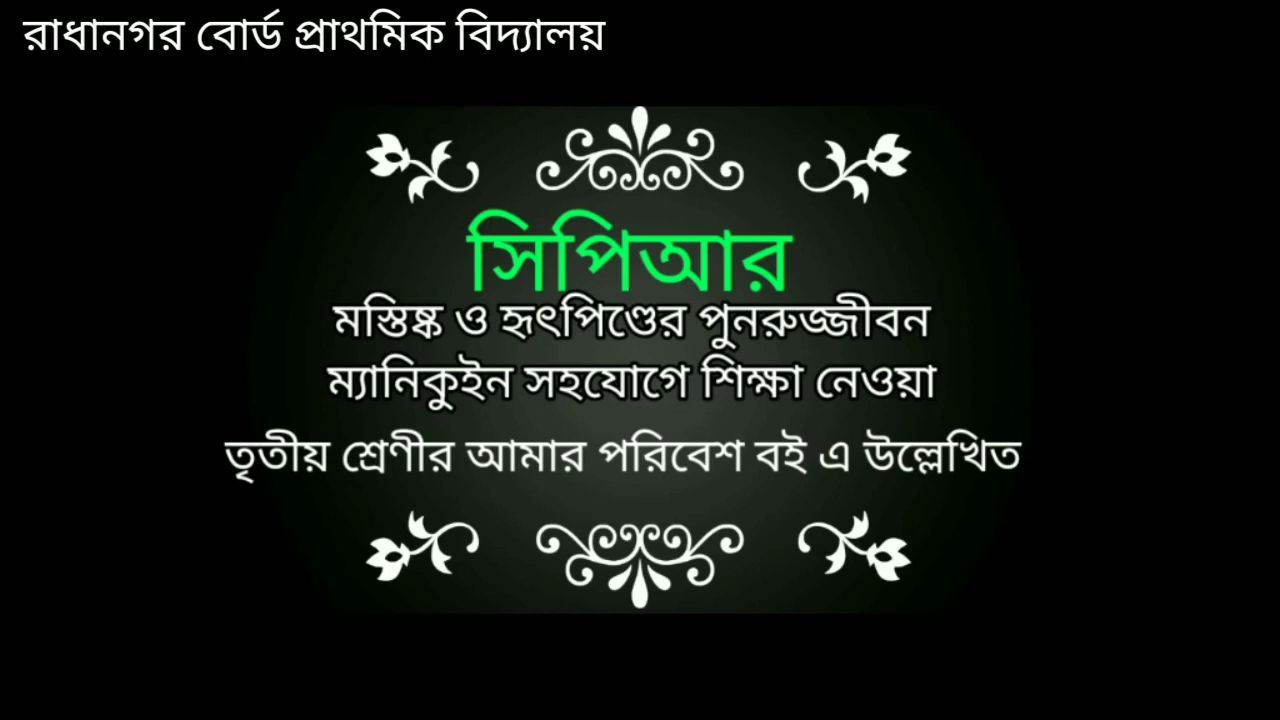 রাধানগর বোর্ড প্রাথমিক বিদ্যালয়
সিপিআর
মস্তিষ্ক ও হৃৎপিণ্ডের পুনরুজ্জীবন
ম্যানিকুইন সহযোগে শিক্ষা নেওয়া
তৃতীয় শ্রেণীর আমার পরিবেশ বই এ উল্লেখিত